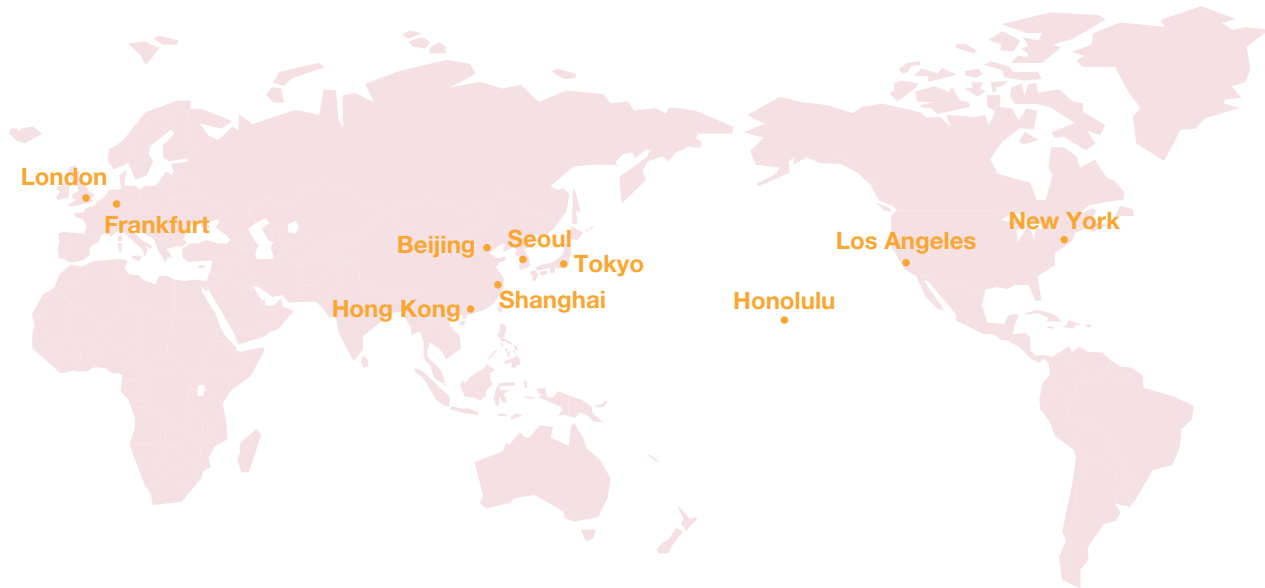 London
Frankfurt
Beijing
Seoul
Tokyo
Shanghai
Hong Kong
Honolulu
Los Angeles
New York